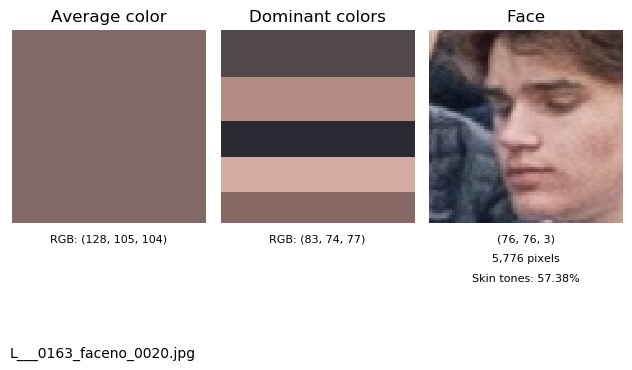 Average color
Dominant colors
Face
RGB: (128, 105, 104)
RGB: (83, 74, 77)
(76, 76, 3)
5,776 pixels
Skin tones: 57.38%
L___0163_faceno_0020.jpg